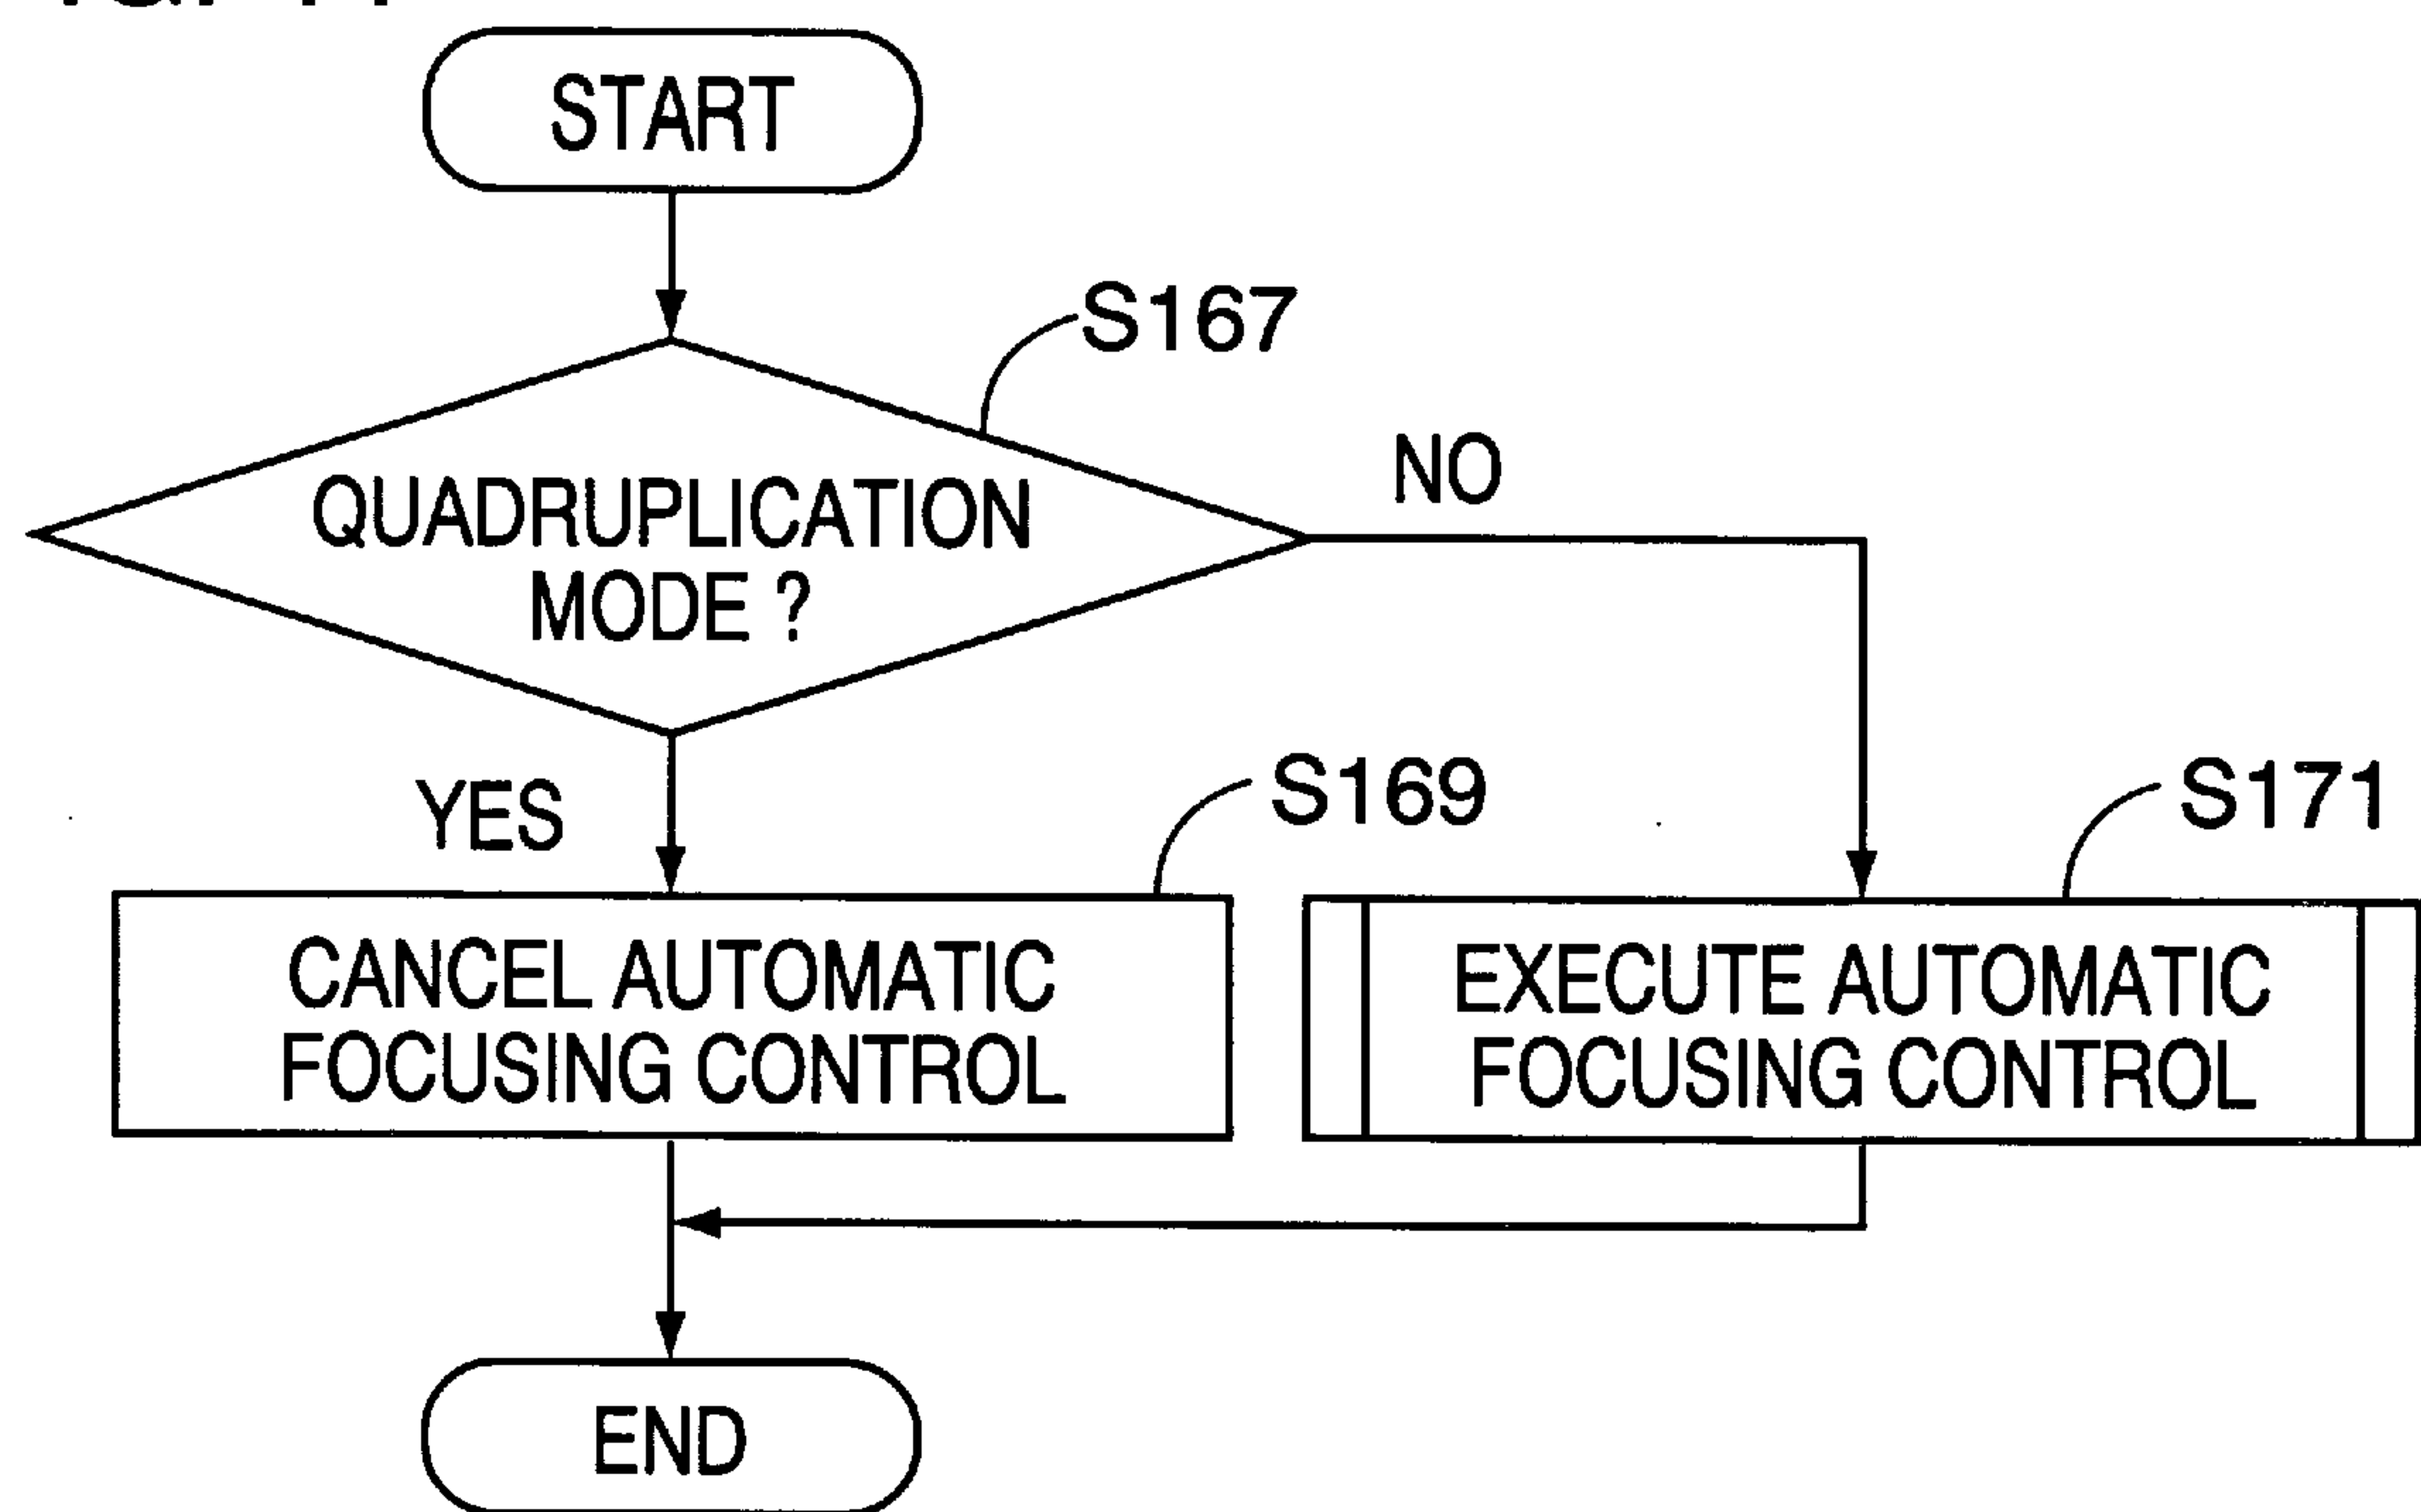 START
S167
NO
QUADRUPLICATION
MODE ?
YES
S169
S171
CANCEL AUTOMATIC
FOCUSING CONTROL
EXECUTE AUTOMATIC
FOCUSING CONTROL
END